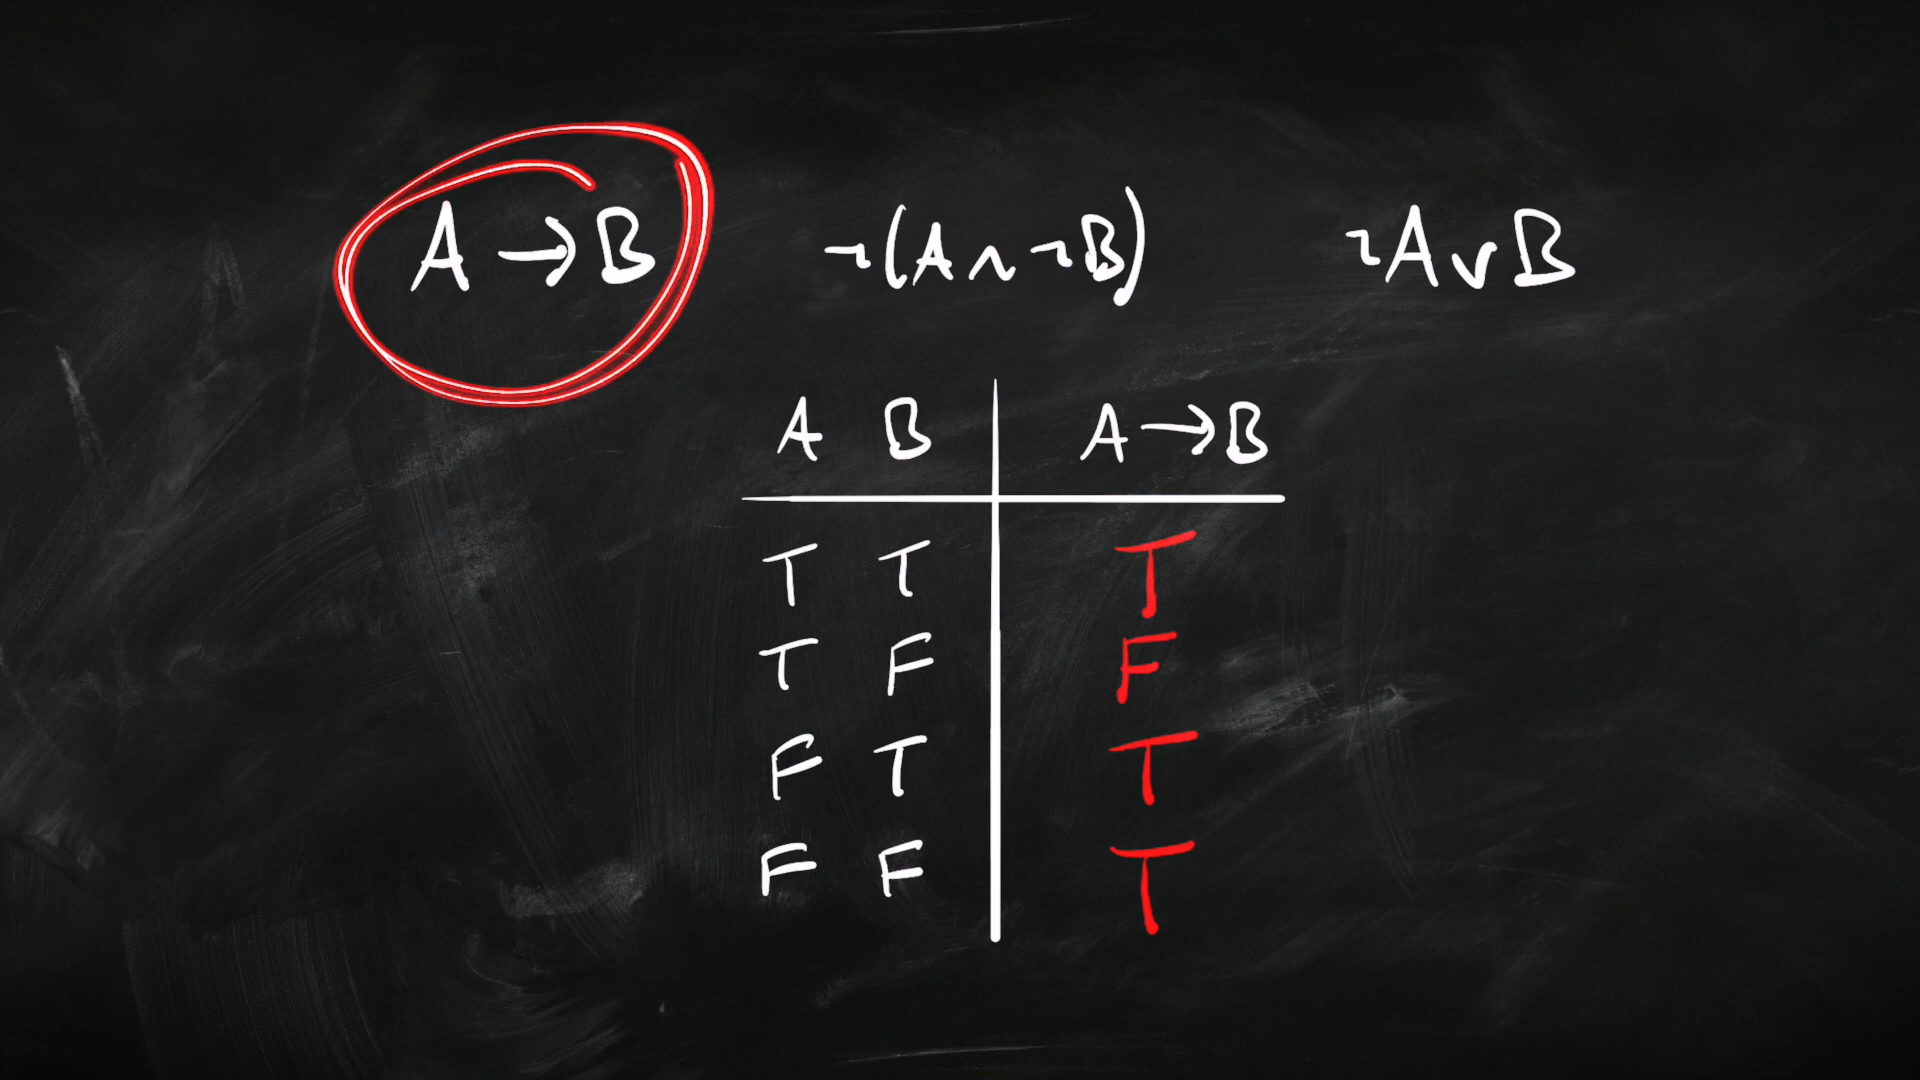 A → B ¬(A ∧ ¬B) ¬A ∨ B
A B A → B
T T T
T F F
F T T
F F T